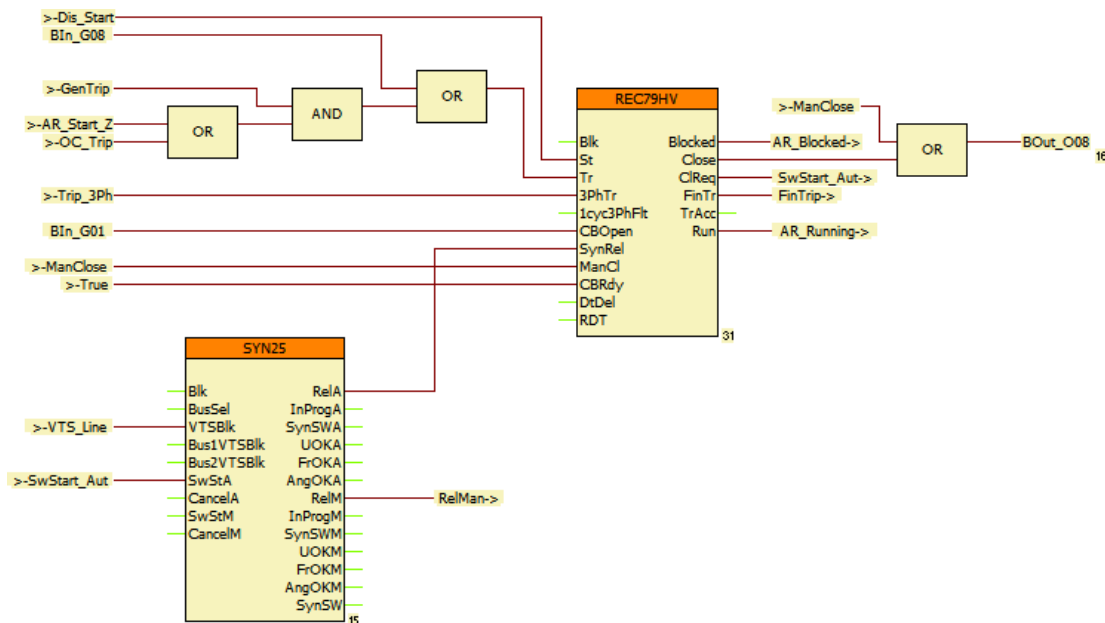 >-Dis_Start
BIn_G08
>-GenTrip
>-AR_Start_Z
>-OC_Trip
OR
AND
OR
>-Trip_3Ph
BIn_G01
>-ManClose
>-True
REC79HV
Blk
St
Tr
3PhTr
1cyc3PhFlt
CBOpen
SynRel
ManCl
CBRdy
DtDel
RDT
Blocked
Close
ClReq
FinTr
TrAcc
Run
31
>-ManClose
AR_Blocked->
SwStart_Aut->
FinTrip->
AR_Running->
OR
BOut_O08
16
SYN25
>-VTS_Line
>-SwStart_Aut
Blk
BusSel
VTSBlk
Bus1VTSBlk
Bus2VTSBlk
SwStA
CancelA
SwStM
CancelM
RelA
InProgA
SynSWA
UOKA
FrOKA
AngOKA
RelM
InProgM
SynSWM
UOKM
FrOKM
AngOKM
SynSW
15
RelMan->